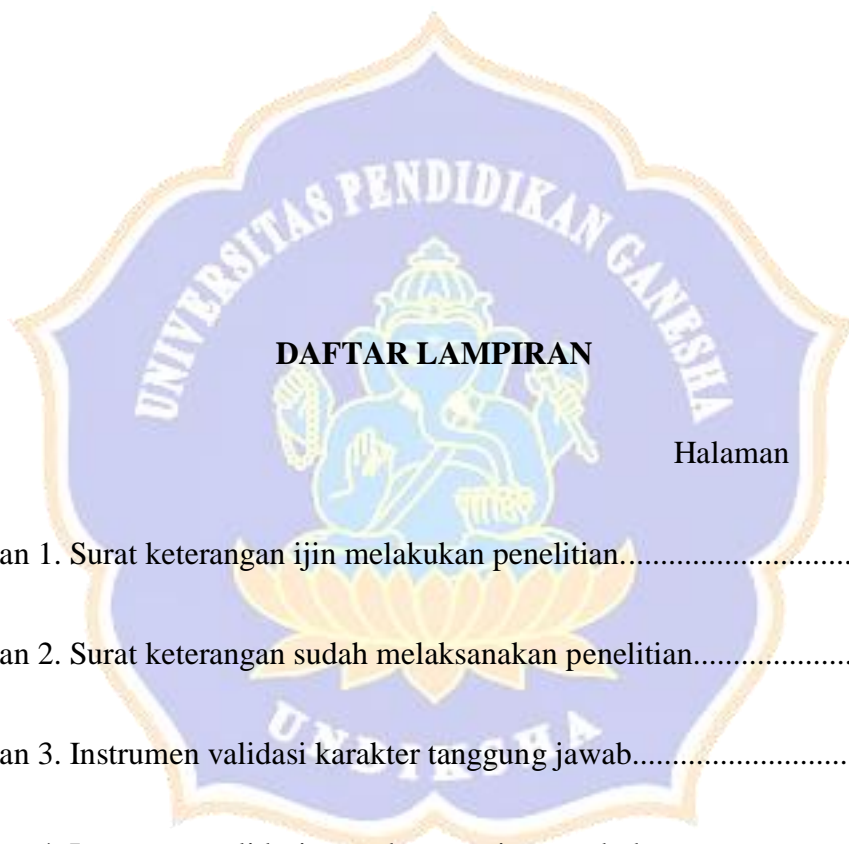 UNIVERSITAS PENDIDIKAN GANESHA
DAFTAR LAMPIRAN
Halaman
an 1. Surat keterangan ijin melakukan penelitian............................
an 2. Surat keterangan sudah melaksanakan penelitian....................
an 3. Instrumen validasi karakter tanggung jawab...........................
UNDIKSHA